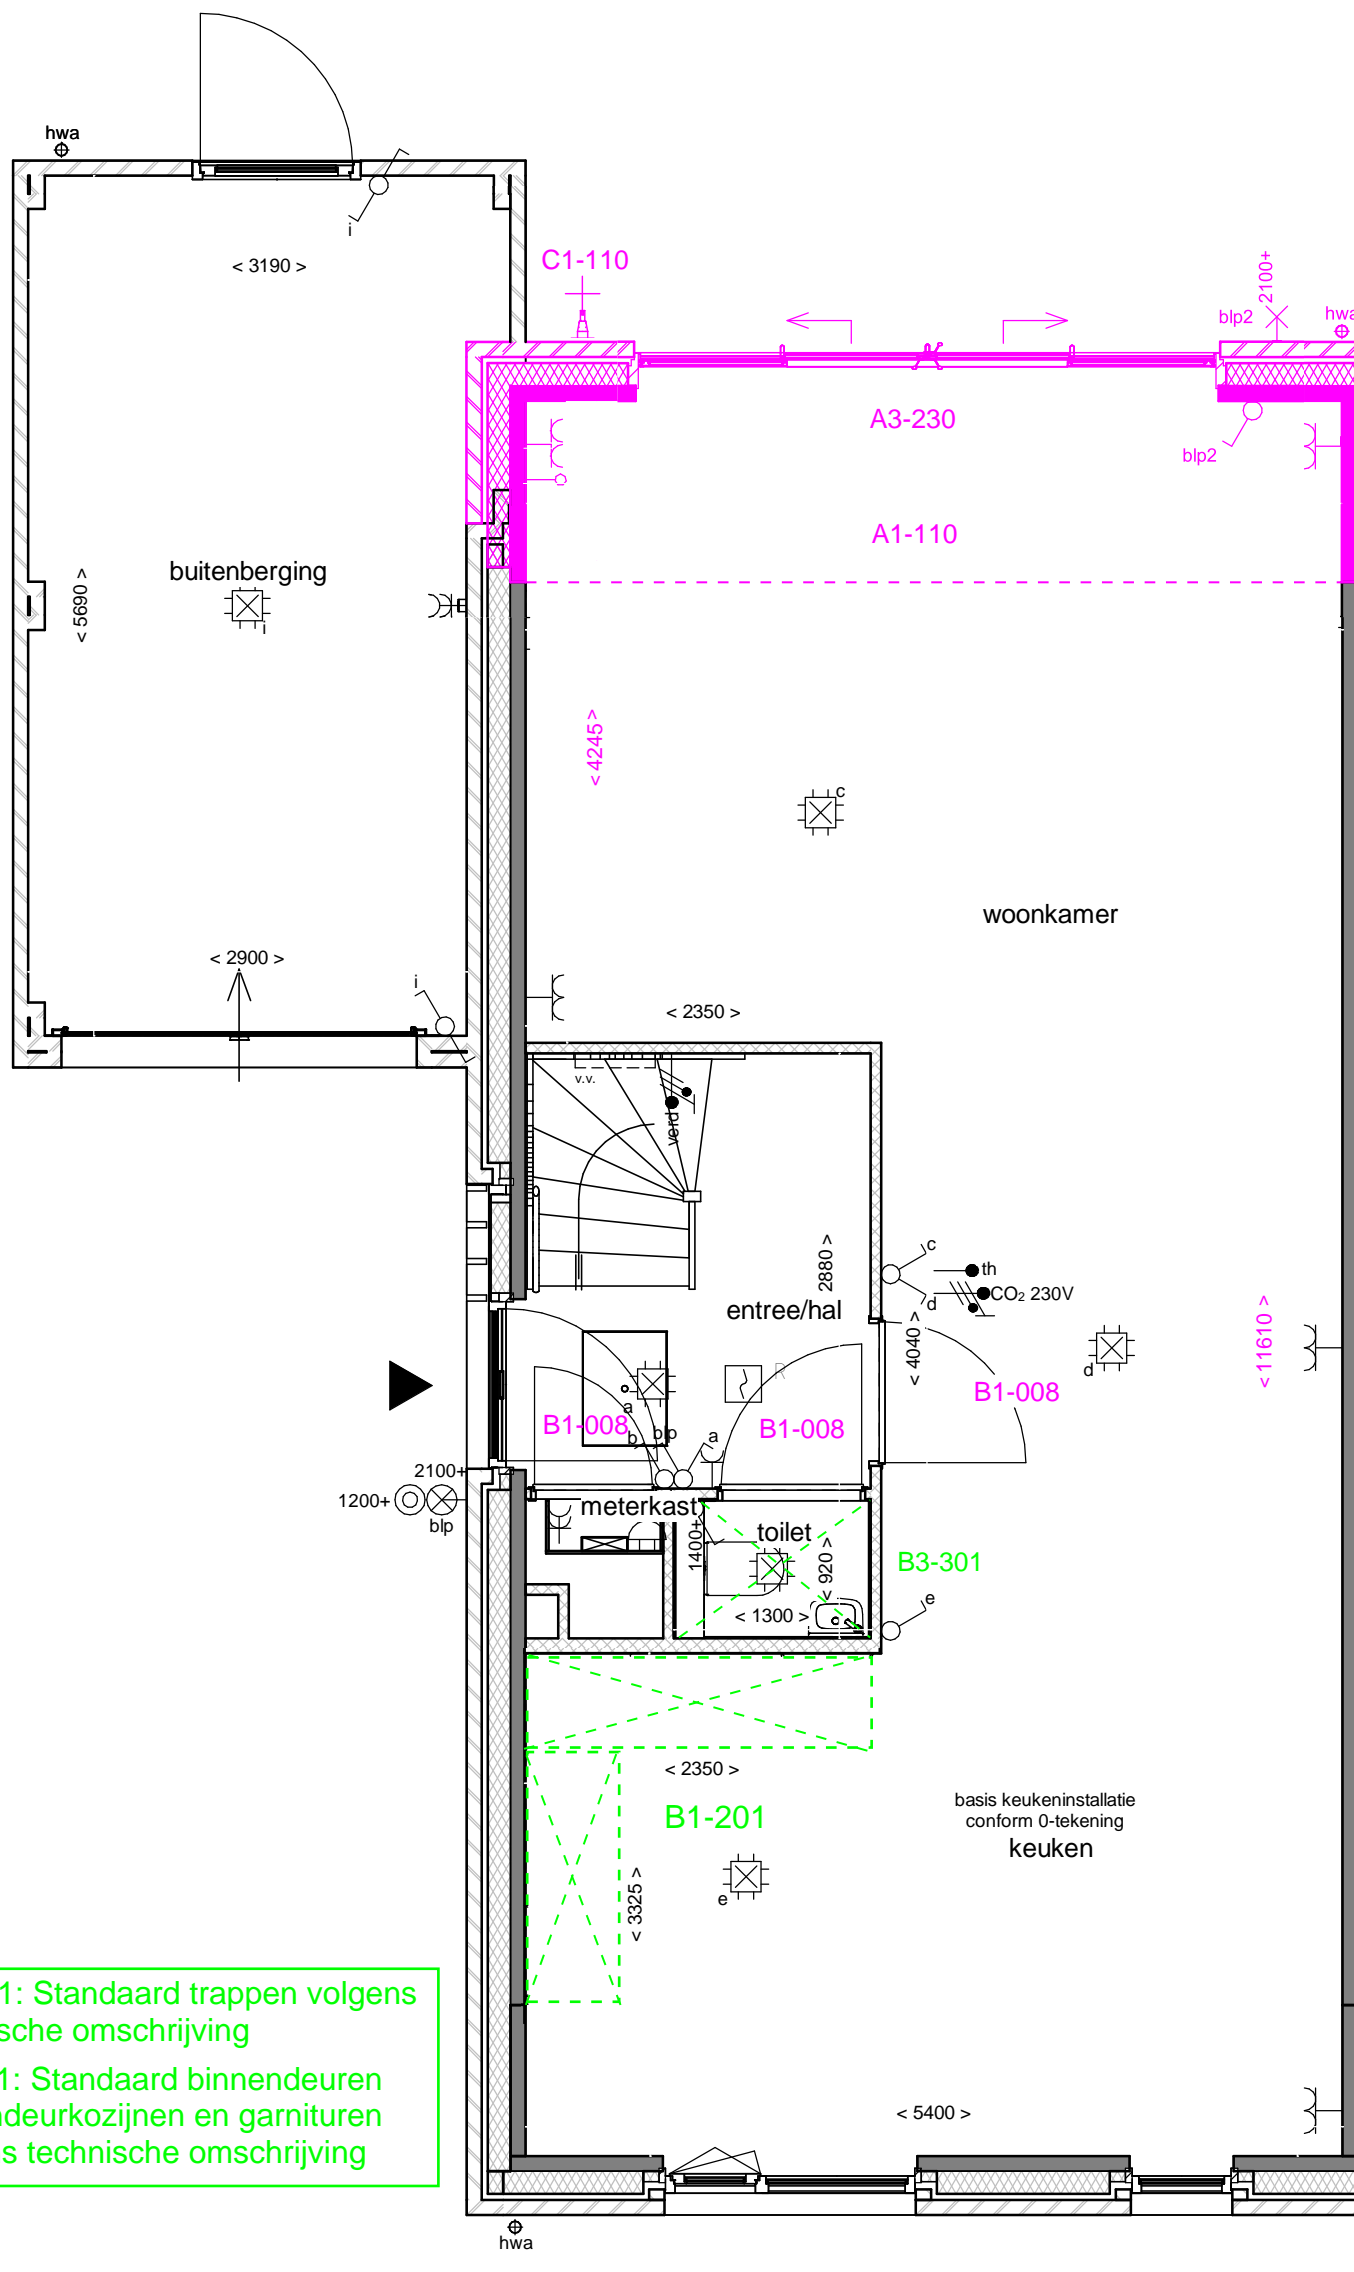 hwa
i
< 3190 >
C1-110
2100+
blp2
hwa
A3-230
blp2
A1-110
buitenberging
i
< 5690 >
< 4245 >
c
woonkamer
< 2900 >
i
< 2350 >
v.v.
verd
2880 >
c
th
d
CO₂ 230V
entree/hal
< 4040 >
< 11610 >
d
R
a
B1-008
B1-008
B1-008
b
blp
a
2100+
1200+
blp
meterkast
1400+
toilet
< 920 >
B3-301
< 1300 >
e
< 2350 >
B1-201
basis keukeninstallatie
conform 0-tekening
keuken
e
< 3325 >
1: Standaard trappen volgens
sche omschrijving
1: Standaard binnendeuren
ndeurkozijnen en garnituren
s technische omschrijving
< 5400 >
hwa